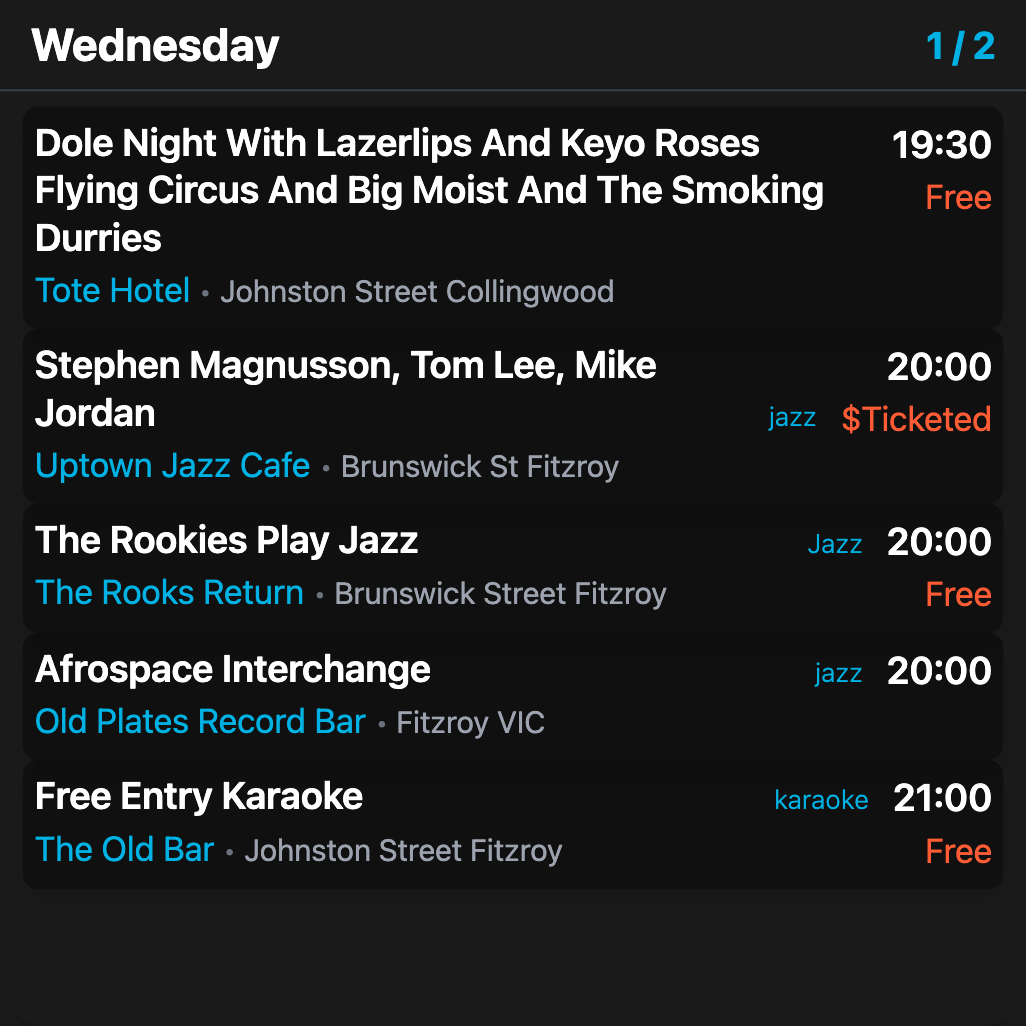 Wednesday 1 / 2
Dole Night With Lazerlips And Keyo Roses 19:30
Flying Circus And Big Moist And The Smoking Free
Durries
Tote Hotel • Johnston Street Collingwood
Stephen Magnusson, Tom Lee, Mike 20:00
Jordan jazz $Ticketed
Uptown Jazz Cafe • Brunswick St Fitzroy
The Rookies Play Jazz Jazz 20:00
The Rooks Return • Brunswick Street Fitzroy Free
Afrospace Interchange jazz 20:00
Old Plates Record Bar • Fitzroy VIC
Free Entry Karaoke karaoke 21:00
The Old Bar • Johnston Street Fitzroy Free